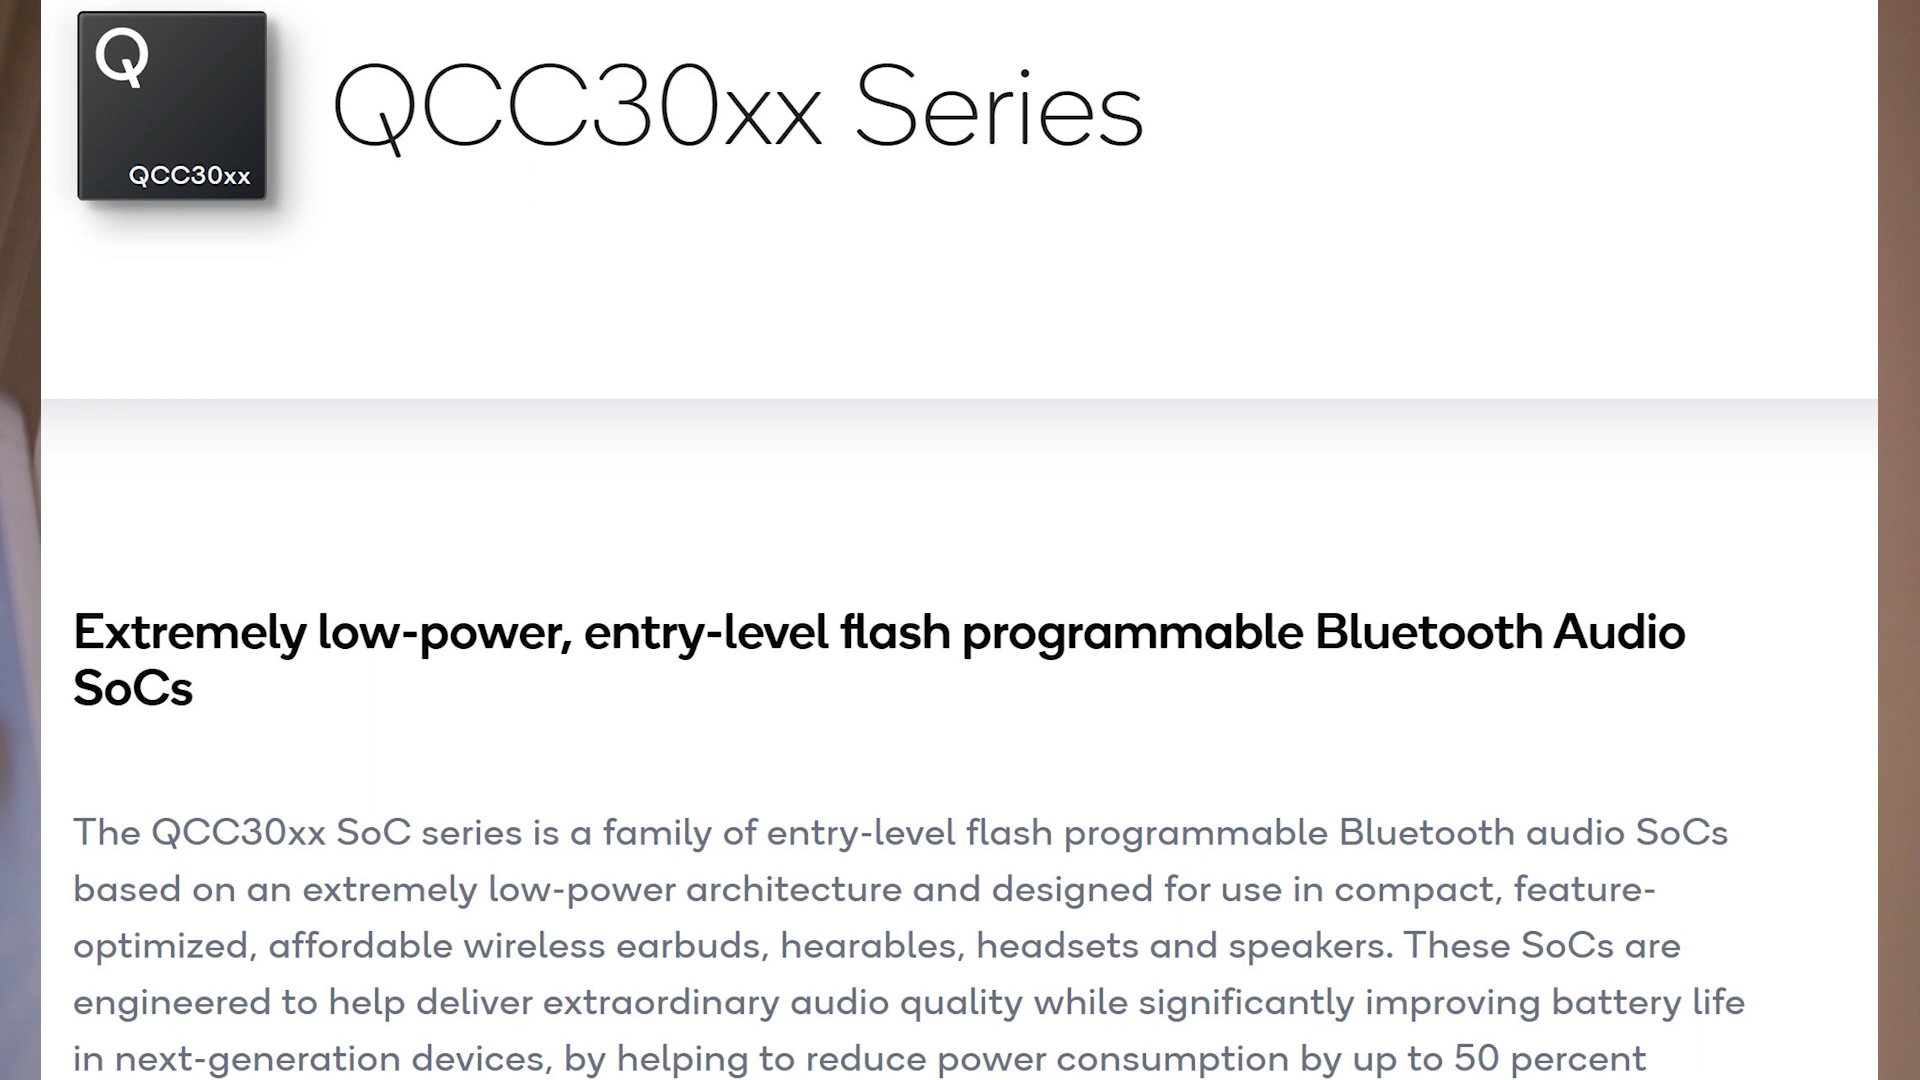 Q
QCC30xx
QCC30xx Series
Extremely low-power, entry-level flash programmable Bluetooth Audio
SoCs
The QCC30xx SoC series is a family of entry-level flash programmable Bluetooth audio SoCs
based on an extremely low-power architecture and designed for use in compact, feature-
optimized, affordable wireless earbuds, hearables, headsets and speakers. These SoCs are
engineered to help deliver extraordinary audio quality while significantly improving battery life
in next-generation devices, by helping to reduce power consumption by up to 50 percent